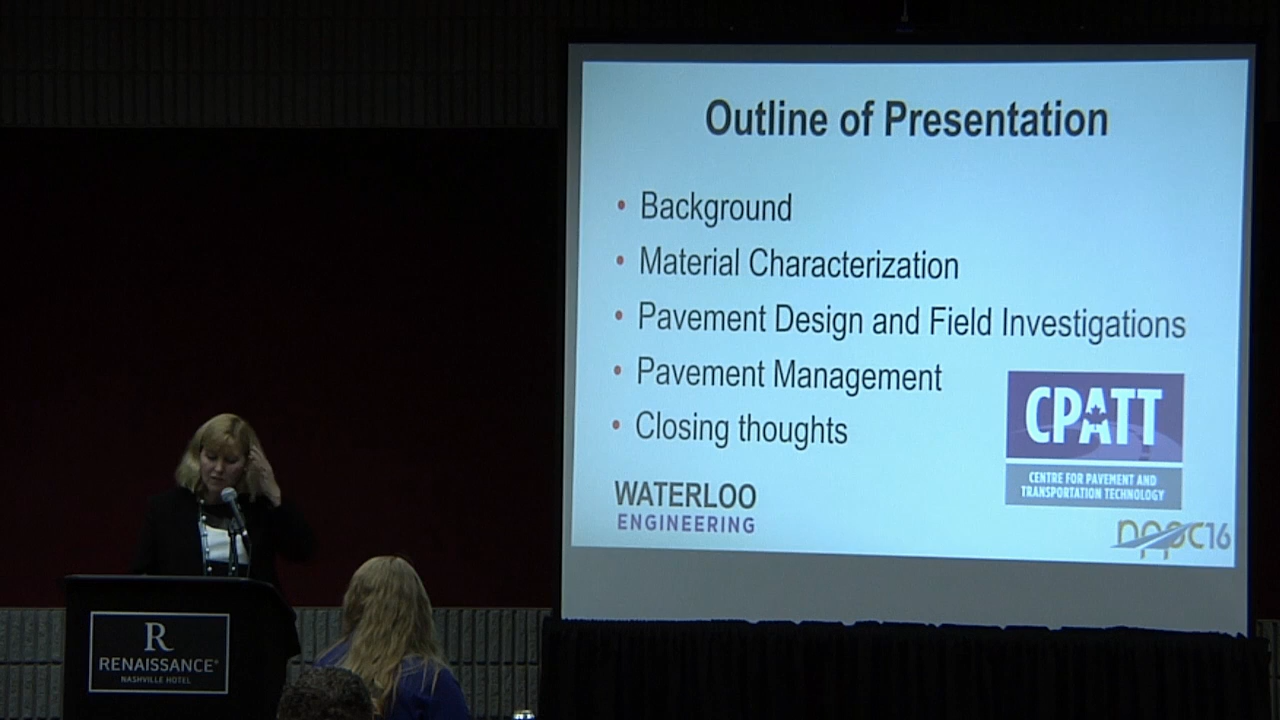 Outline of Presentation
• Background
• Material Characterization
• Pavement Design and Field Investigations
• Pavement Management
• Closing thoughts
CPATT
CENTRE FOR PAVEMENT AND
TRANSPORTATION TECHNOLOGY
WATERLOO
ENGINEERING
nppc16
R
RENAISSANCE®
NASHVILLE HOTEL